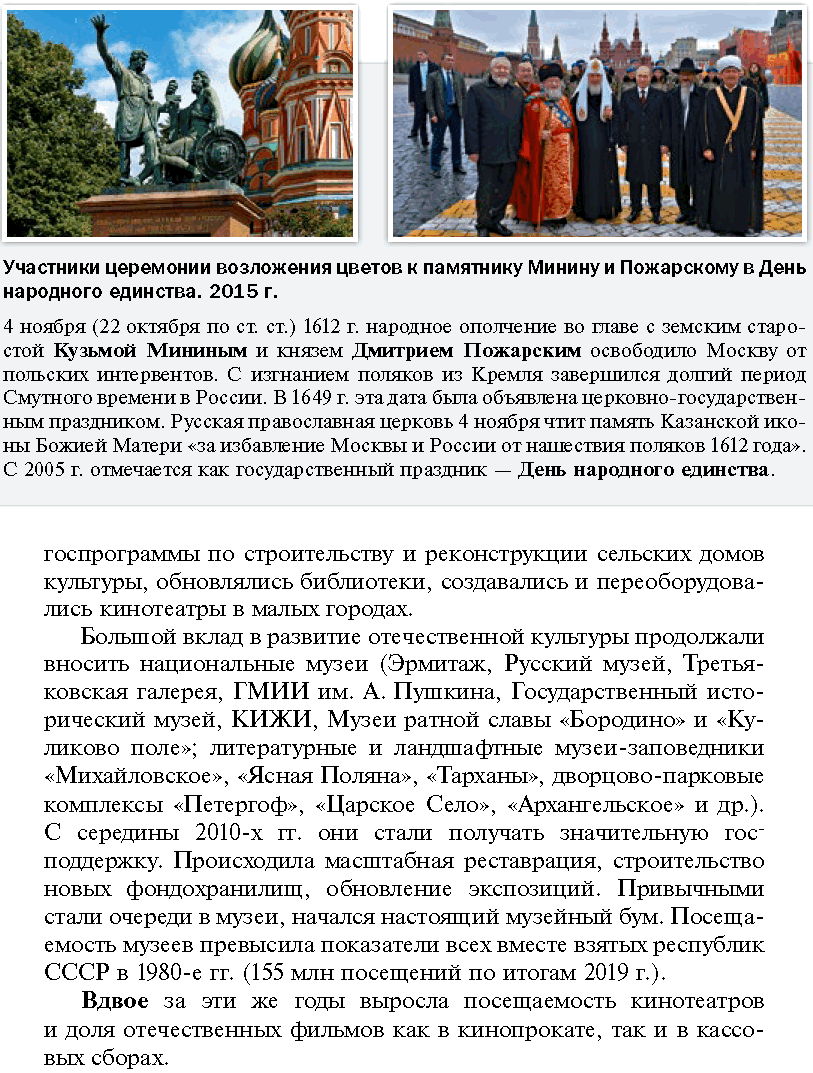 Участники церемонии возложения цветов к памятнику Минину и Пожарскому в День
народного единства. 2015 г.
4 ноября (22 октября по ст. ст.) 1612 г. народное ополчение во главе с земским старо-
стой Кузьмой Мининым и князем Дмитрием Пожарским освободило Москву от
польских интервентов. С изгнанием поляков из Кремля завершился долгий период
Смутного времени в России. В 1649 г. эта дата была объявлена церковно-государствен-
ным праздником. Русская православная церковь 4 ноября чтит память Казанской ико-
ны Божией Матери «за избавление Москвы и России от нашествия поляков 1612 года».
С 2005 г. отмечается как государственный праздник — День народного единства.
госпрограммы по строительству и реконструкции сельских домов
культуры, обновлялись библиотеки, создавались и переоборудова-
лись кинотеатры в малых городах.
Большой вклад в развитие отечественной культуры продолжали
вносить национальные музеи (Эрмитаж, Русский музей, Третья-
ковская галерея, ГМИИ им. А. Пушкина, Государственный исто-
рический музей, КИЖИ, Музеи ратной славы «Бородино» и «Ку-
ликово поле»; литературные и ландшафтные музеи-заповедники
«Михайловское», «Ясная Поляна», «Тарханы», дворцово-парковые
комплексы «Петергоф», «Царское Село», «Архангельское» и др.).
С середины 2010-х гг. они стали получать значительную гос-
поддержку. Происходила масштабная реставрация, строительство
новых фондохранилищ, обновление экспозиций. Привычными
стали очереди в музеи, начался настоящий музейный бум. Посеща-
емость музеев превысила показатели всех вместе взятых республик
СССР в 1980-е гг. (155 млн посещений по итогам 2019 г.).
Вдвое за эти же годы выросла посещаемость кинотеатров
и доля отечественных фильмов как в кинопрокате, так и в кассо-
вых сборах.